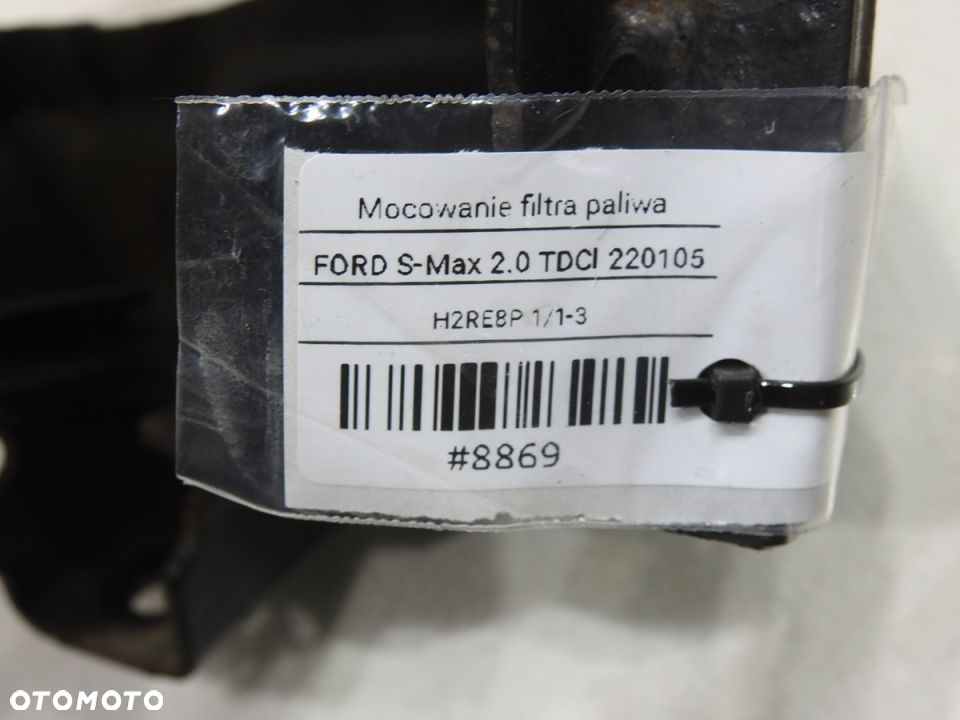 Mocowanie filtra paliwa
FORD S-Max 2.0 TDCI 220105
H2RE8P 1/1-3
#8869
OTOMOTO